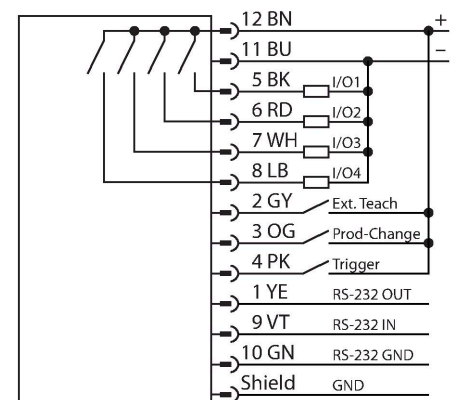 12 BN +
11 BU −
5 BK I/O1
6 RD I/O2
7 WH I/O3
8 LB I/O4
2 GY Ext. Teach
3 OG Prod-Change
4 PK Trigger
1 YE RS-232 OUT
9 VT RS-232 IN
10 GN RS-232 GND
Shield GND